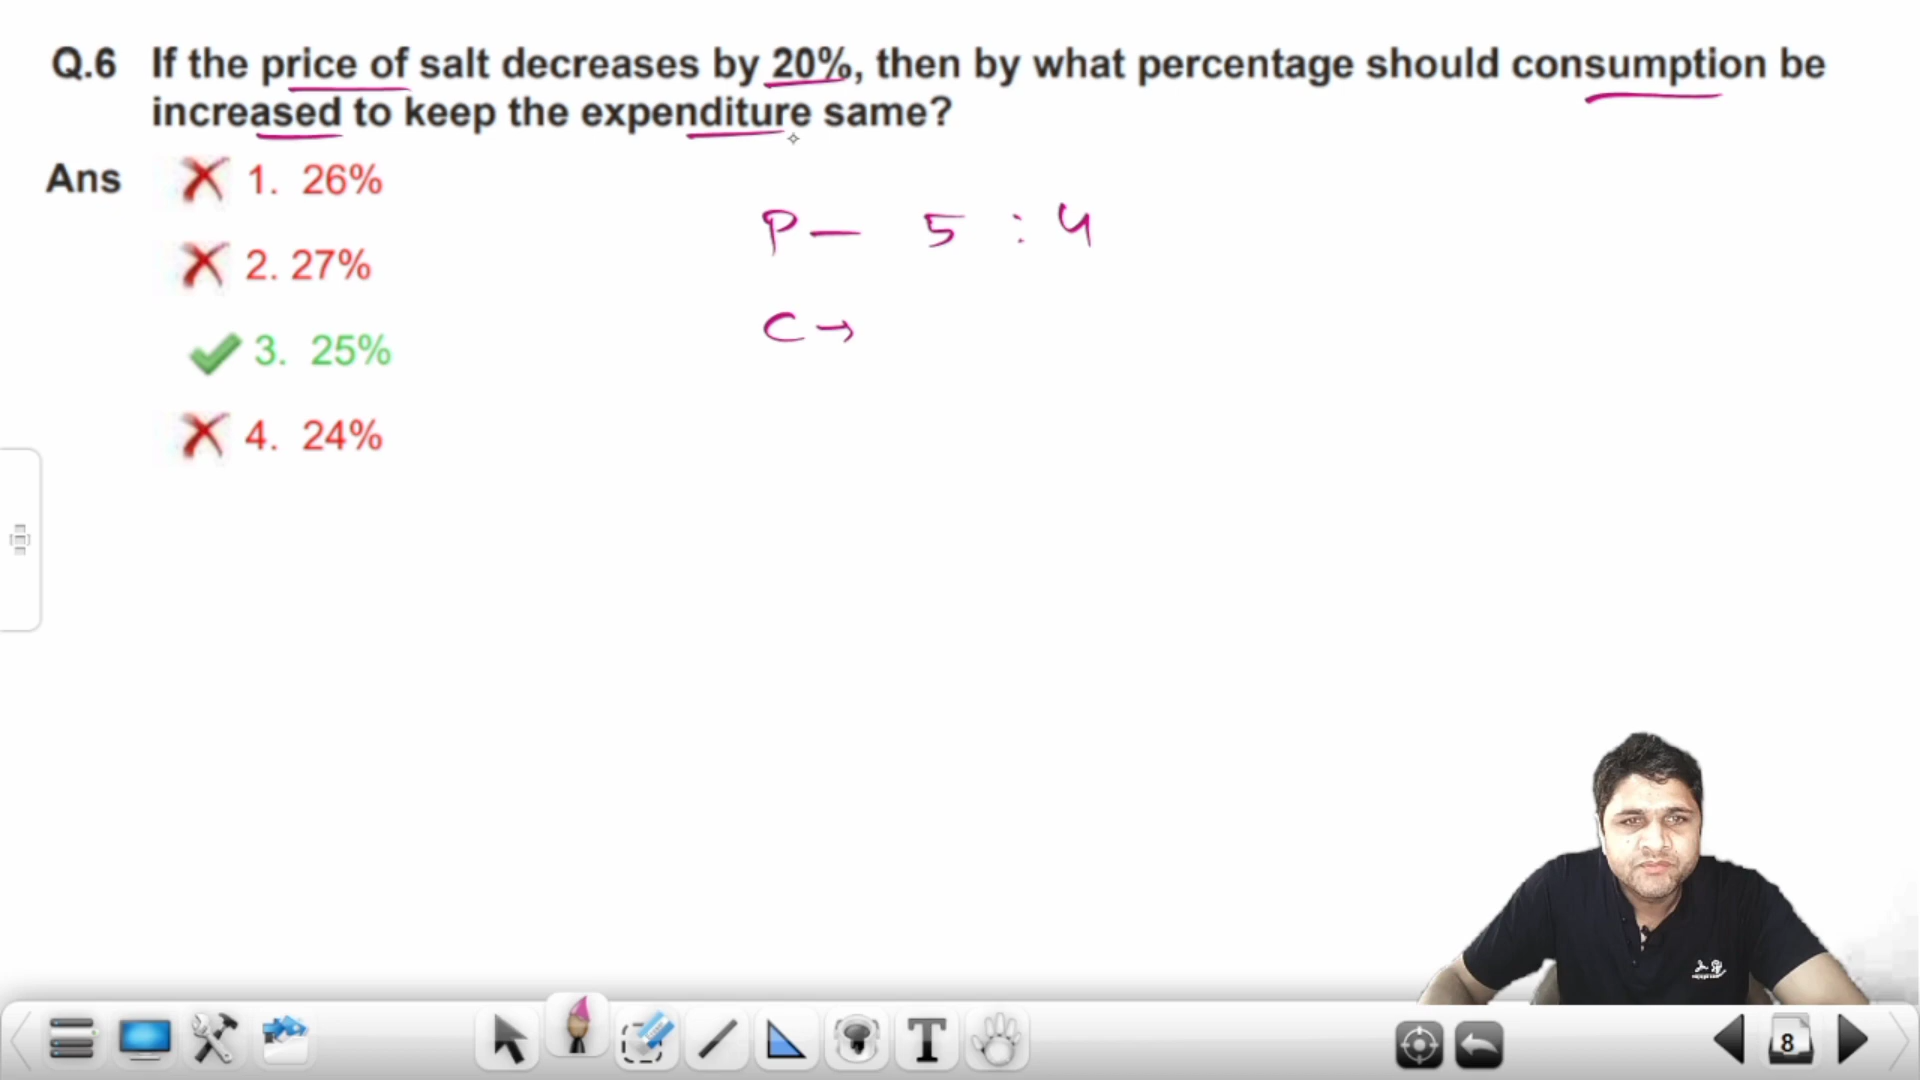 Q.6 If the price of salt decreases by 20%, then by what percentage should consumption be
increased to keep the expenditure same?
Ans 1. 26%
2. 27%
3. 25%
4. 24%
P — 5 : 4
C →
T
8